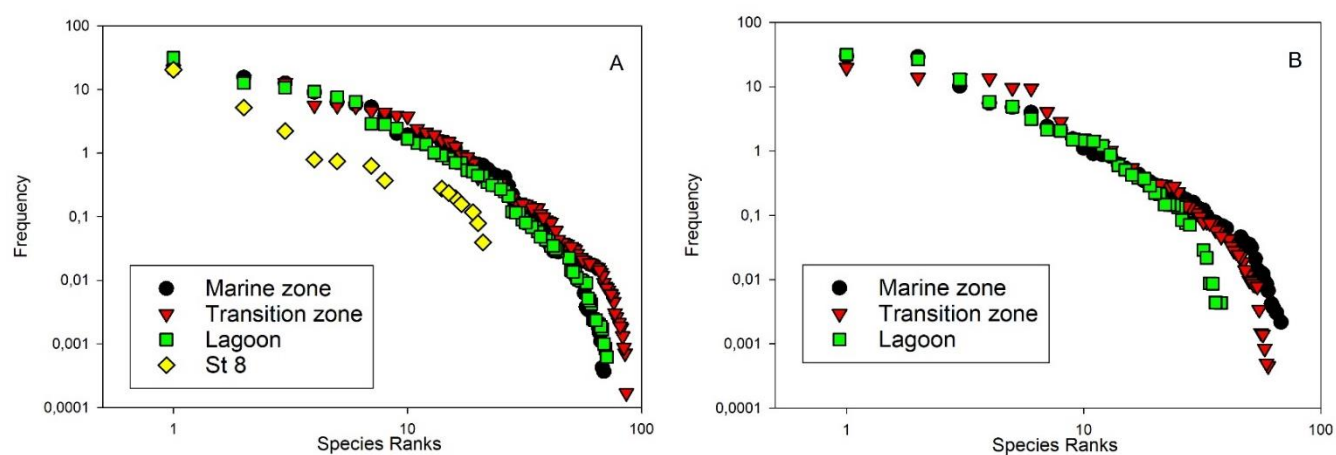 A
Frequency
100
10
1
0,1
0,01
0,001
0,0001
Marine zone
Transition zone
Lagoon
St 8
1 10 100
Species Ranks
B
Frequency
100
10
1
0,1
0,01
0,001
0,0001
Marine zone
Transition zone
Lagoon
1 10 100
Species Ranks